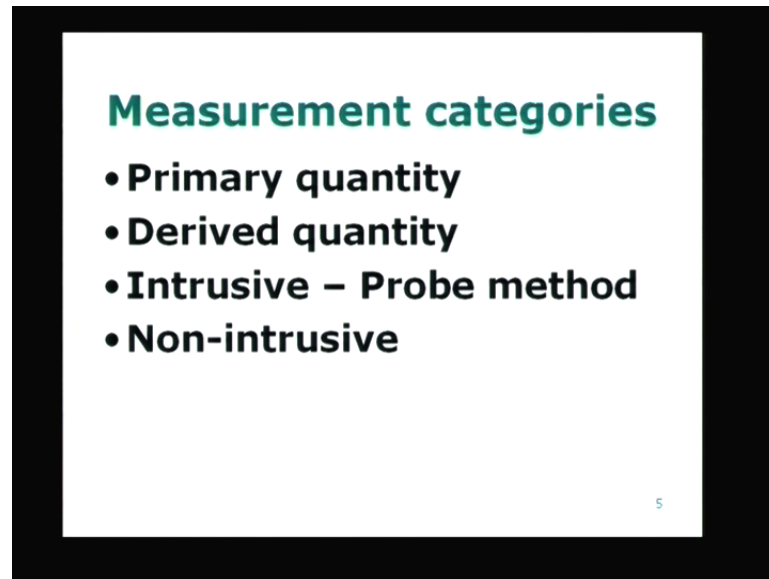 Measurement categories
• Primary quantity
• Derived quantity
• Intrusive – Probe method
• Non-intrusive
5